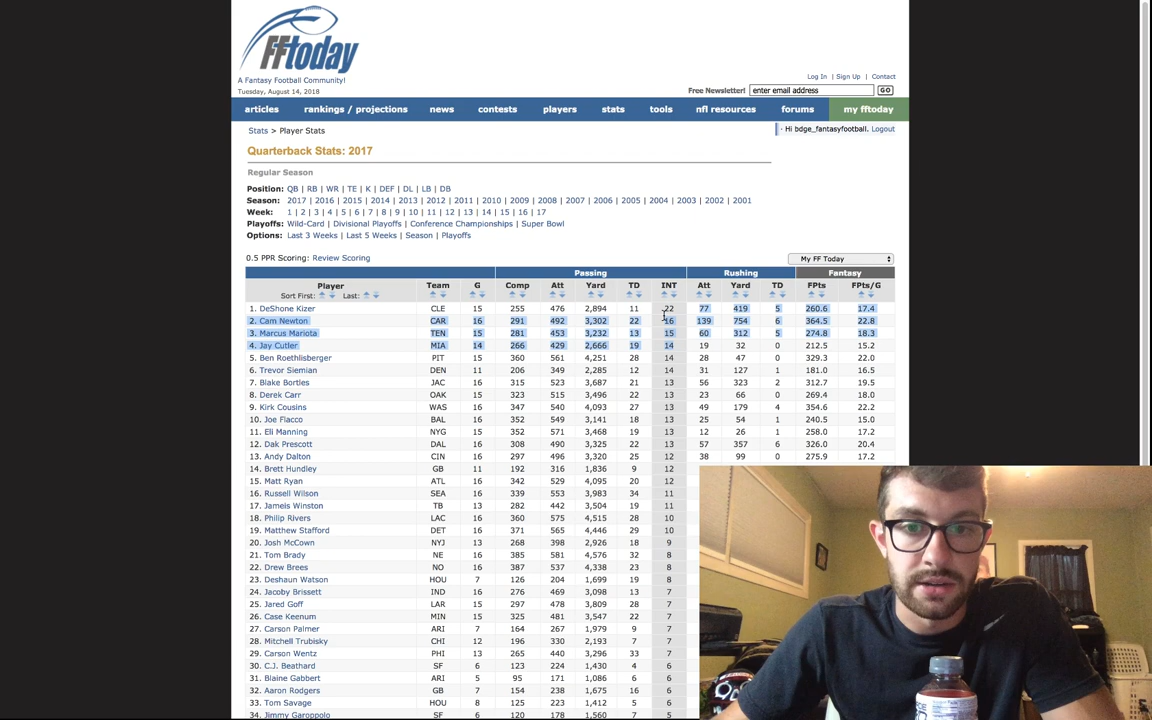 FFtoday
A Fantasy Football Community!
Tuesday, August 14, 2018
Log In | Sign Up | Contact
Free Newsletter! enter email address GO
articles rankings / projections news contests players stats tools nfl resources forums my fftoday
Stats > Player Stats
· Hi bdge_fantasyfootball. Logout
Quarterback Stats: 2017
Regular Season
Position: QB | RB | WR | TE | K | DEF | DL | LB | DB
Season: 2017 | 2016 | 2015 | 2014 | 2013 | 2012 | 2011 | 2010 | 2009 | 2008 | 2007 | 2006 | 2005 | 2004 | 2003 | 2002 | 2001
Week: 1 | 2 | 3 | 4 | 5 | 6 | 7 | 8 | 9 | 10 | 11 | 12 | 13 | 14 | 15 | 16 | 17
Playoffs: Wild-Card | Divisional Playoffs | Conference Championships | Super Bowl
Options: Last 3 Weeks | Last 5 Weeks | Season | Playoffs
0.5 PPR Scoring: Review Scoring My FF Today
Passing Rushing Fantasy
Player Team G Comp Att Yard TD INT Att Yard TD FPts FPts/G
Sort First: Last:
1. DeShone Kizer CLE 15 255 476 2,894 11 22 77 419 5 260.6 17.4
2. Cam Newton CAR 16 291 492 3,302 22 16 139 754 6 364.5 22.8
3. Marcus Mariota TEN 15 281 453 3,232 13 15 60 312 5 274.8 18.3
4. Jay Cutler MIA 14 266 429 2,666 19 14 19 32 0 212.5 15.2
5. Ben Roethlisberger PIT 15 360 561 4,251 28 14 28 47 0 329.3 22.0
6. Trevor Siemian DEN 11 206 349 2,285 12 14 31 127 1 181.0 16.5
7. Blake Bortles JAC 16 315 523 3,687 21 13 56 323 2 312.7 19.5
8. Derek Carr OAK 15 323 515 3,496 22 13 23 66 0 269.4 18.0
9. Kirk Cousins WAS 16 347 540 4,093 27 13 49 179 4 354.6 22.2
10. Joe Flacco BAL 16 352 549 3,141 18 13 25 54 1 240.5 15.0
11. Eli Manning NYG 15 352 571 3,468 19 13 12 26 1 258.0 17.2
12. Dak Prescott DAL 16 308 490 3,325 22 13 57 357 6 326.0 20.4
13. Andy Dalton CIN 16 297 496 3,320 25 12 38 99 0 275.9 17.2
14. Brett Hundley GB 11 192 316 1,836 9 12
15. Matt Ryan ATL 16 342 529 4,095 20 12
16. Russell Wilson SEA 16 339 553 3,983 34 11
17. Jameis Winston TB 13 282 442 3,504 19 11
18. Philip Rivers LAC 16 360 575 4,515 28 10
19. Matthew Stafford DET 16 371 565 4,446 29 10
20. Josh McCown NYJ 13 268 398 2,926 18 9
21. Tom Brady NE 16 385 581 4,576 32 8
22. Drew Brees NO 16 387 537 4,338 23 8
23. Deshaun Watson HOU 7 126 204 1,699 19 8
24. Jacoby Brissett IND 16 276 469 3,098 13 7
25. Jared Goff LAR 15 297 478 3,809 28 7
26. Case Keenum MIN 15 325 481 3,547 22 7
27. Carson Palmer ARI 7 164 267 1,979 9 7
28. Mitchell Trubisky CHI 12 196 330 2,193 7 7
29. Carson Wentz PHI 13 265 440 3,296 33 7
30. C.J. Beathard SF 6 123 224 1,430 4 6
31. Blaine Gabbert ARI 5 95 171 1,086 6 6
32. Aaron Rodgers GB 7 154 238 1,675 16 6
33. Tom Savage HOU 8 125 223 1,412 5 6
34. Jimmy Garoppolo SF 6 120 178 1,560 7 5